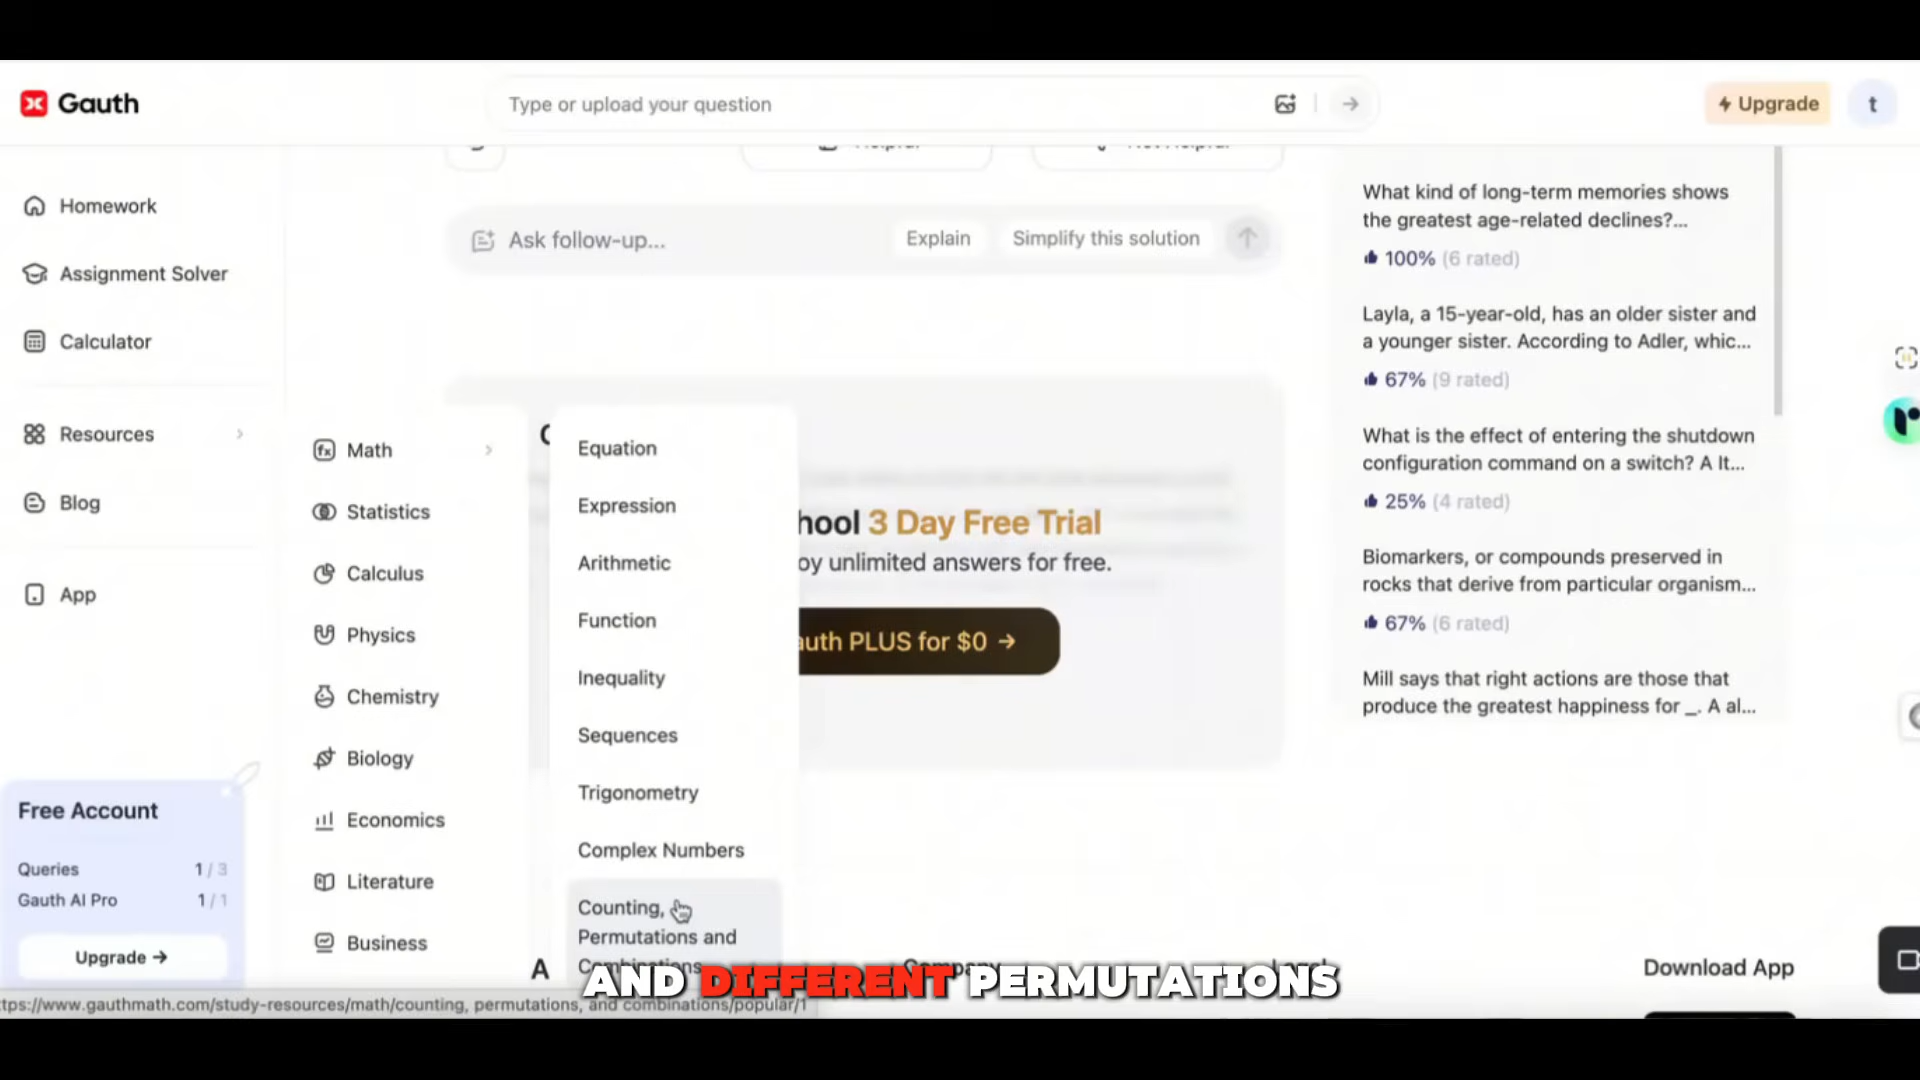 Gauth
Type or upload your question
Upgrade
t
Homework
Assignment Solver
Calculator
Resources
Blog
App
Free Account
Queries 1 / 3
Gauth AI Pro 1 / 1
Upgrade →
Ask follow-up...
Explain
Simplify this solution
Math
Statistics
Calculus
Physics
Chemistry
Biology
Economics
Literature
Business
Equation
Expression
Arithmetic
Function
Inequality
Sequences
Trigonometry
Complex Numbers
Counting,
Permutations and
Combinations
hool 3 Day Free Trial
oy unlimited answers for free.
auth PLUS for $0 →
What kind of long-term memories shows
the greatest age-related declines?...
100% (6 rated)
Layla, a 15-year-old, has an older sister and
a younger sister. According to Adler, whic...
67% (9 rated)
What is the effect of entering the shutdown
configuration command on a switch? A It...
25% (4 rated)
Biomarkers, or compounds preserved in
rocks that derive from particular organism...
67% (6 rated)
Mill says that right actions are those that
produce the greatest happiness for _. A al...
A
Company
Legal
Download App
AND DIFFERENT PERMUTATIONS
tps://www.gauthmath.com/study-resources/math/counting, permutations, and combinations/popular/1